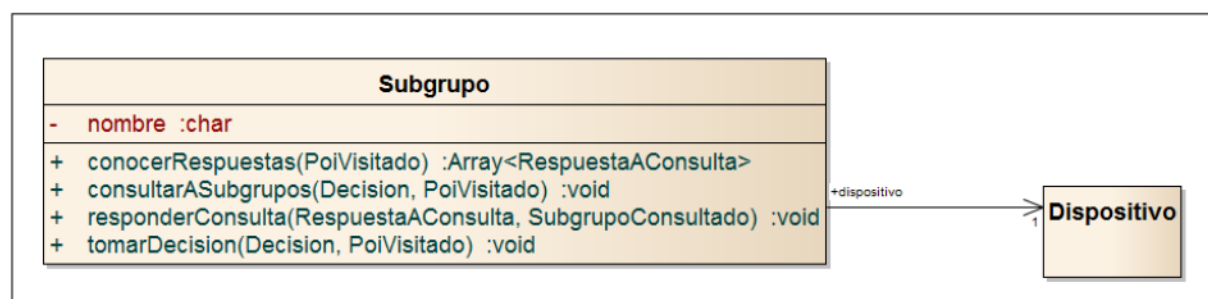 Subgrupo
- nombre :char
+ conocerRespuestas(PoiVisitado) :Array<RespuestaAConsulta>
+ consultarASubgrupos(Decision, PoiVisitado) :void
+ responderConsulta(RespuestaAConsulta, SubgrupoConsultado) :void
+ tomarDecision(Decision, PoiVisitado) :void
+dispositivo
1
Dispositivo